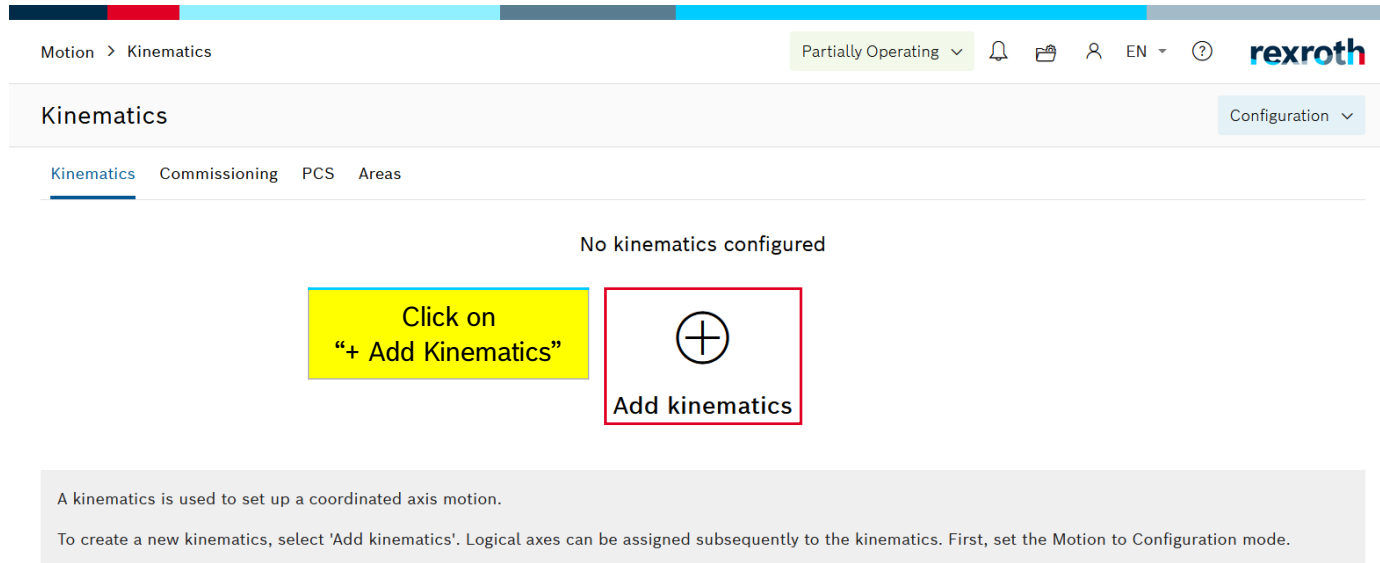 Motion > Kinematics
Partially Operating
EN
rexroth
Kinematics
Configuration
Kinematics Commissioning PCS Areas
No kinematics configured
Click on
“+ Add Kinematics”
Add kinematics
A kinematics is used to set up a coordinated axis motion.
To create a new kinematics, select 'Add kinematics'. Logical axes can be assigned subsequently to the kinematics. First, set the Motion to Configuration mode.